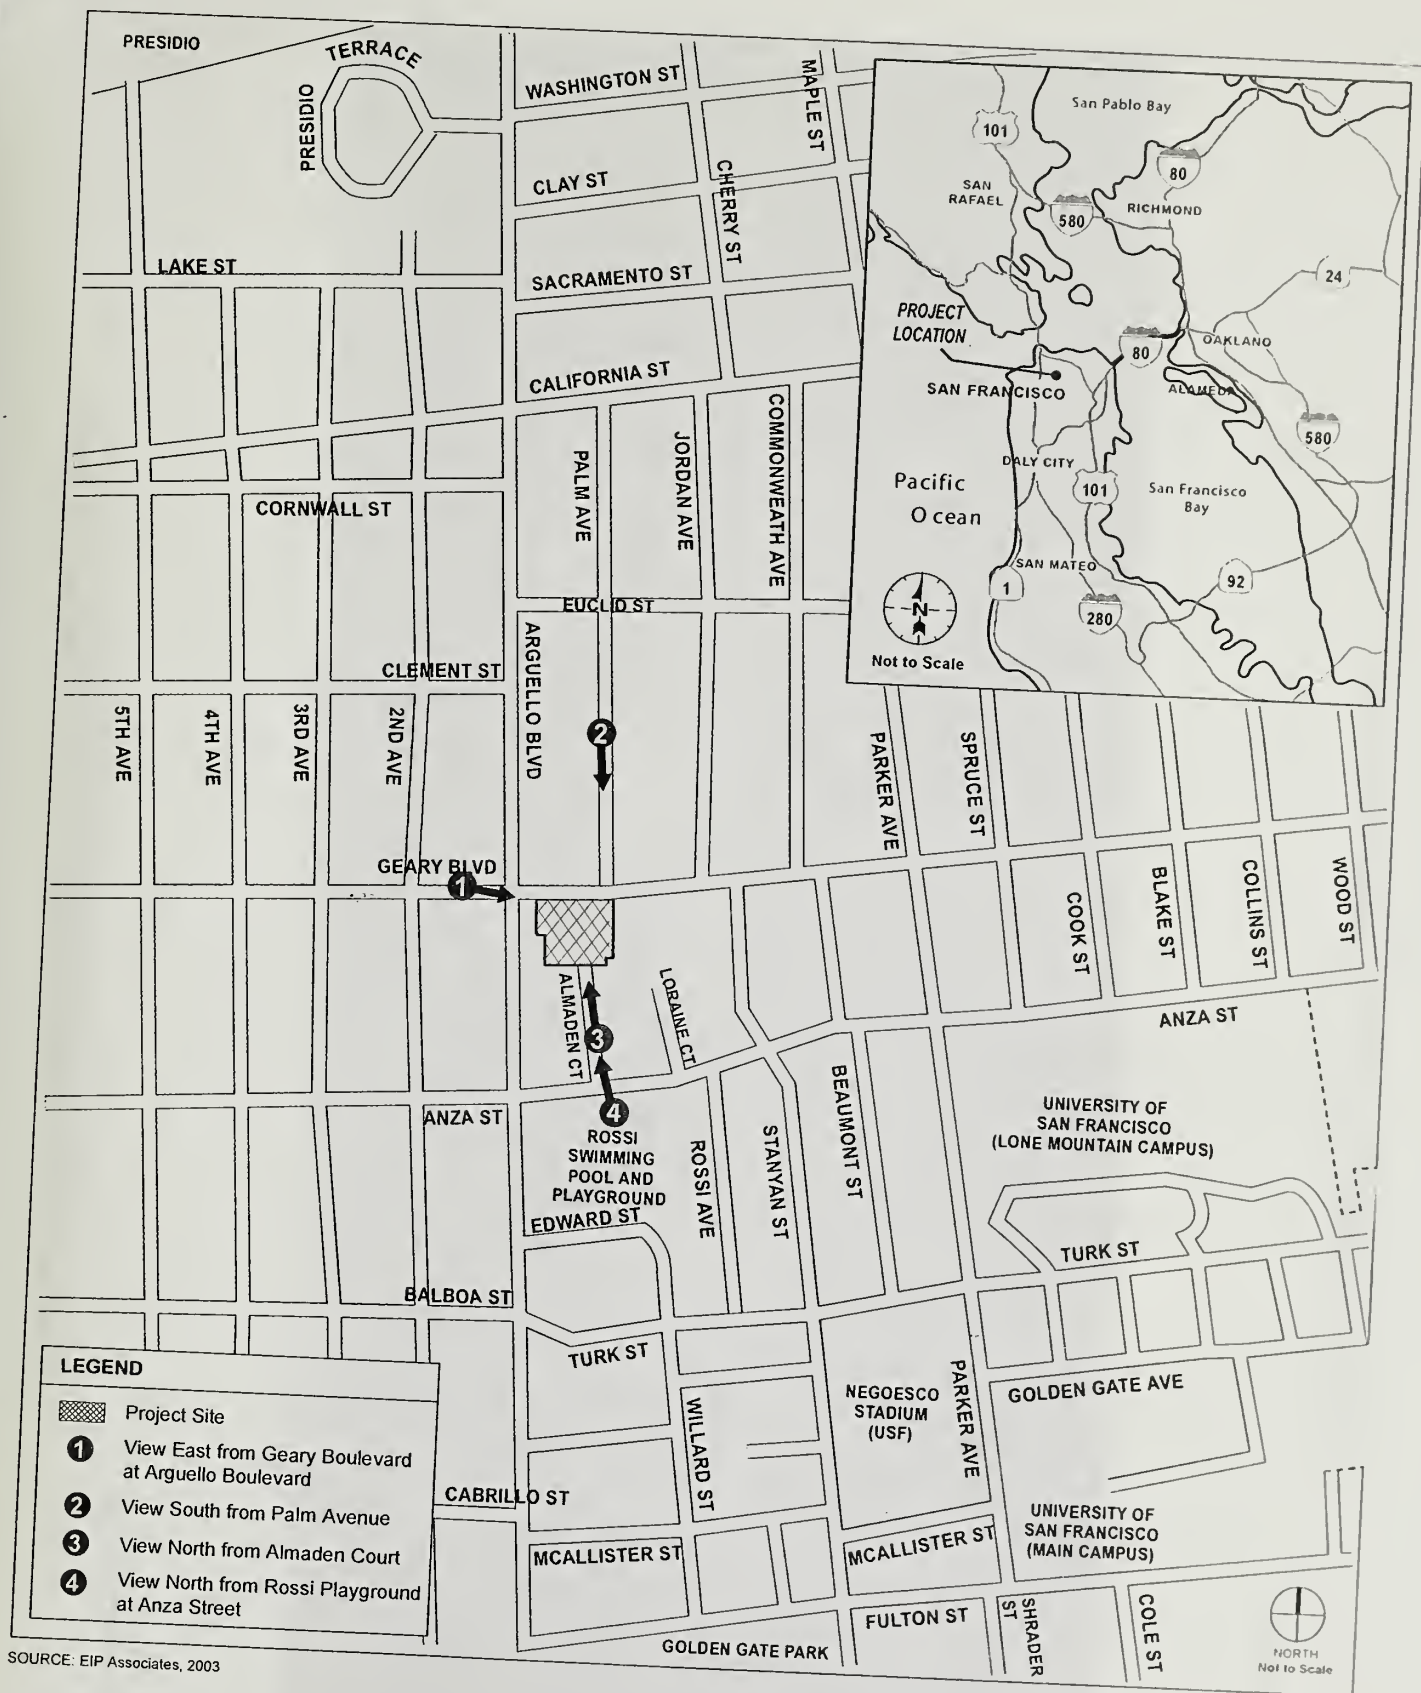 PRESIDIO
TERRACE
PRESIDIO
WASHINGTON ST
MAPLE ST
CLAY ST
CHERRY ST
LAKE ST
SACRAMENTO ST
CALIFORNIA ST
PALM AVE
JORDAN AVE
COMMONWEATH AVE
CORNWALL ST
EUCLID ST
ARGUELLO BLVD
CLEMENT ST
5TH AVE
4TH AVE
3RD AVE
2ND AVE
2
PARKER AVE
SPRUCE ST
GEARY BLVD
1
COOK ST
BLAKE ST
COLLINS ST
WOOD ST
ALMADEN CT
LORAINE CT
3
ANZA ST
ANZA ST
4
ROSSI
SWIMMING
POOL AND
PLAYGROUND
EDWARD ST
ROSSI AVE
STANYAN ST
BEAUMONT ST
UNIVERSITY OF
SAN FRANCISCO
(LONE MOUNTAIN CAMPUS)
TURK ST
BALBOA ST
TURK ST
WILLARD ST
NEGOESCO
STADIUM
(USF)
PARKER AVE
GOLDEN GATE AVE
CABRILLO ST
MCALLISTER ST
MCALLISTER ST
UNIVERSITY OF
SAN FRANCISCO
(MAIN CAMPUS)
FULTON ST
SHRADER
ST
COLE ST
GOLDEN GATE PARK
NORTH
Not to Scale
San Pablo Bay
101
80
SAN
RAFAEL
580
RICHMOND
24
PROJECT
LOCATION
80
OAKLANO
SAN FRANCISCO
ALAMEDA
580
DALY CITY
Pacific
Ocean
101
San Francisco
Bay
SAN MATEO
1
92
280
N
Not to Scale
LEGEND
Project Site
1 View East from Geary Boulevard
at Arguello Boulevard
2 View South from Palm Avenue
3 View North from Almaden Court
4 View North from Rossi Playground
at Anza Street
SOURCE: EIP Associates, 2003